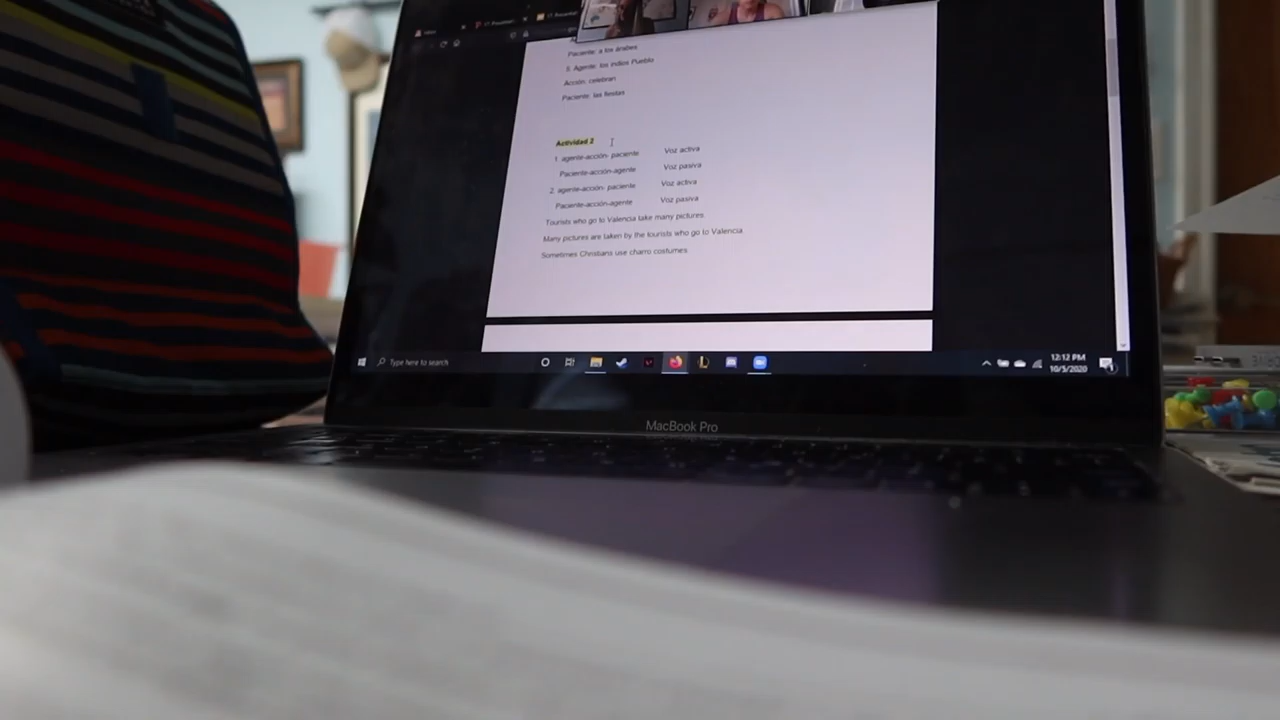 Paciente: a los árabes
5. Agente: los indios Pueblo
Acción: celebran
Paciente: las fiestas
Actividad 2
1. agente-acción- paciente Voz activa
Paciente-acción-agente Voz pasiva
2. agente-acción- paciente Voz activa
Paciente-acción-agente Voz pasiva
Tourists who go to Valencia take many pictures.
Many pictures are taken by the tourists who go to Valencia
Sometimes Christians use charro costumes.
Type here to search
12:12 PM
10/5/2020
MacBook Pro